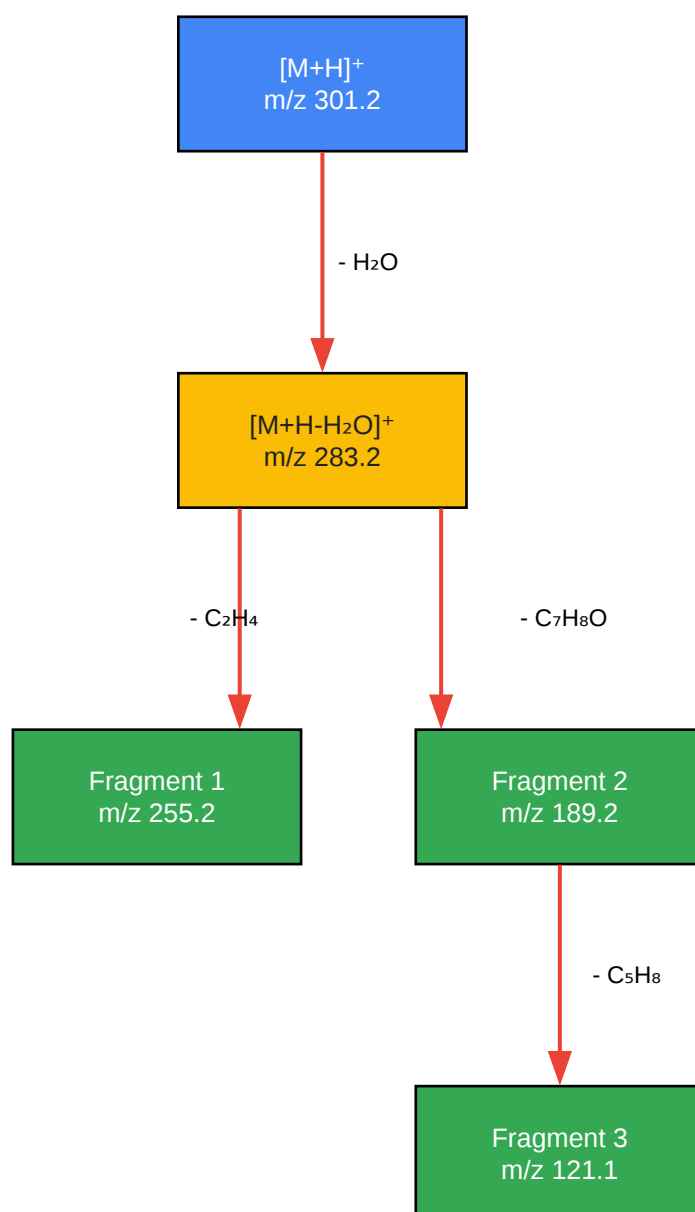 [M+H]⁺
m/z 301.2
- H₂O
[M+H-H₂O]⁺
m/z 283.2
- C₂H₄
- C₇H₈O
Fragment 1
m/z 255.2
Fragment 2
m/z 189.2
- C₅H₈
Fragment 3
m/z 121.1